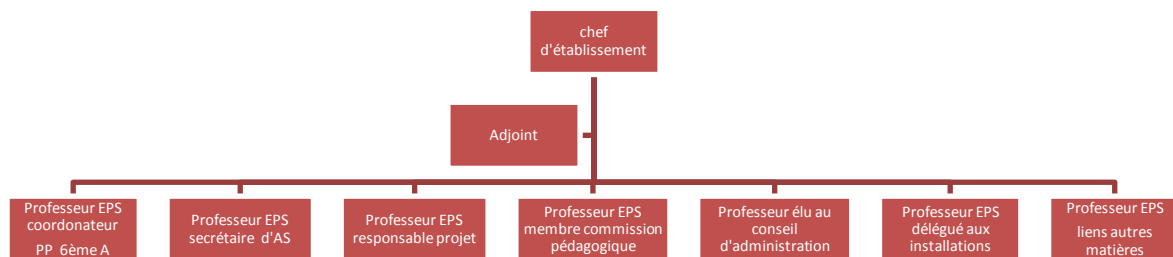 chef
d'établissement
Adjoint
Professeur EPS
coordonateur
PP 6ème A
Professeur EPS
secrétaire d'AS
Professeur EPS
responsable projet
Professeur EPS
membre commission
pédagogique
Professeur élu au
conseil
d'administration
Professeur EPS
délégué aux
installations
Professeur EPS
liens autres
matières